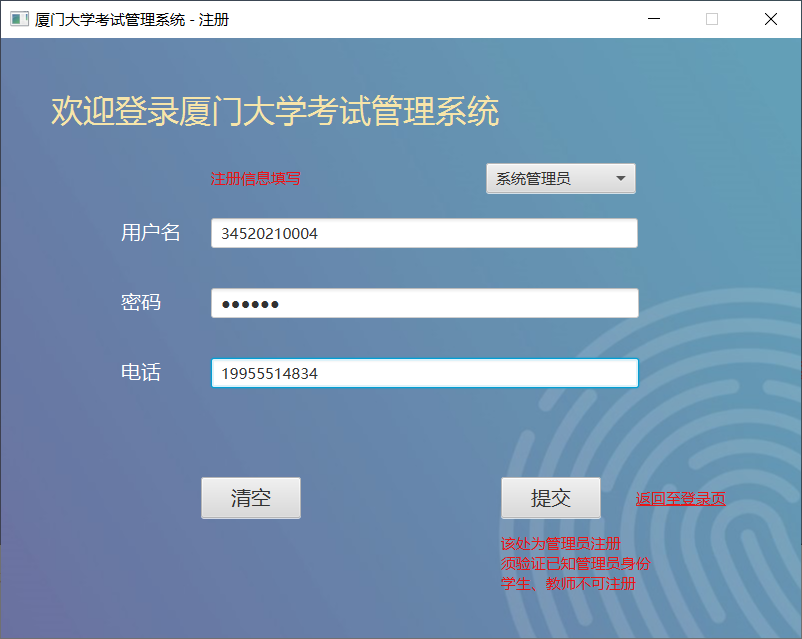 厦门大学考试管理系统 - 注册
欢迎登录厦门大学考试管理系统
注册信息填写
系统管理员
用户名
34520210004
密码
●●●●●●
电话
19955514834
清空
提交
返回至登录页
该处为管理员注册
须验证已知管理员身份
学生、教师不可注册